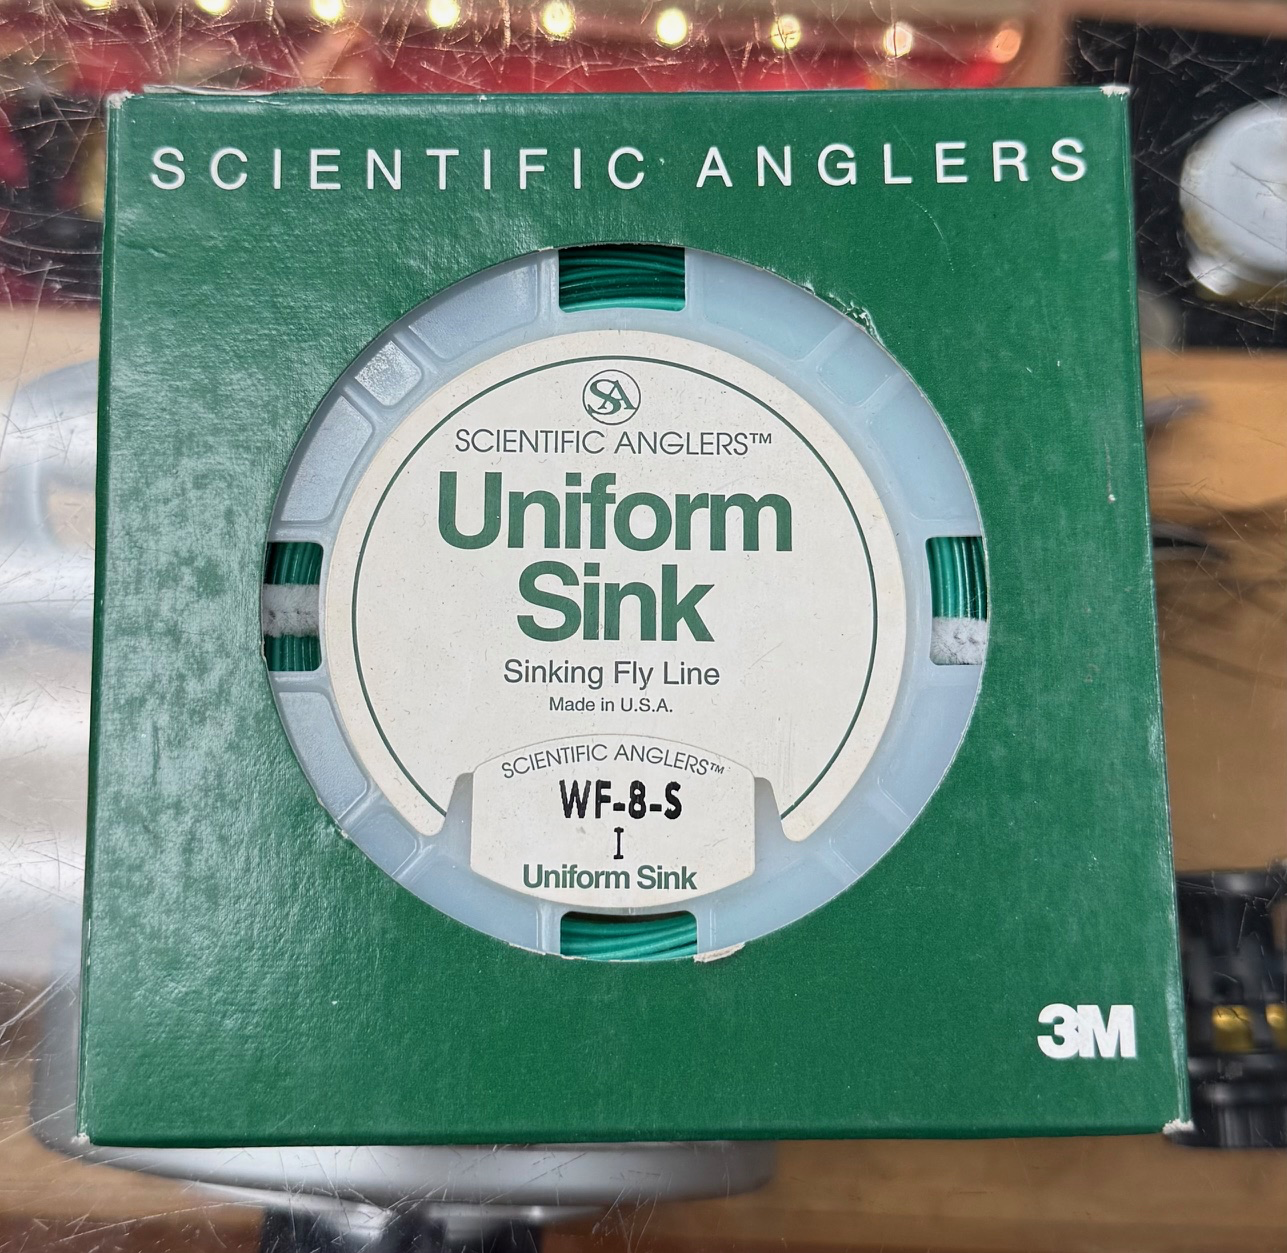 SCIENTIFIC ANGLERS
SA
SCIENTIFIC ANGLERS™
Uniform
Sink
Sinking Fly Line
Made in U.S.A.
SCIENTIFIC ANGLERS™
WF-8-S
I
Uniform Sink
3M